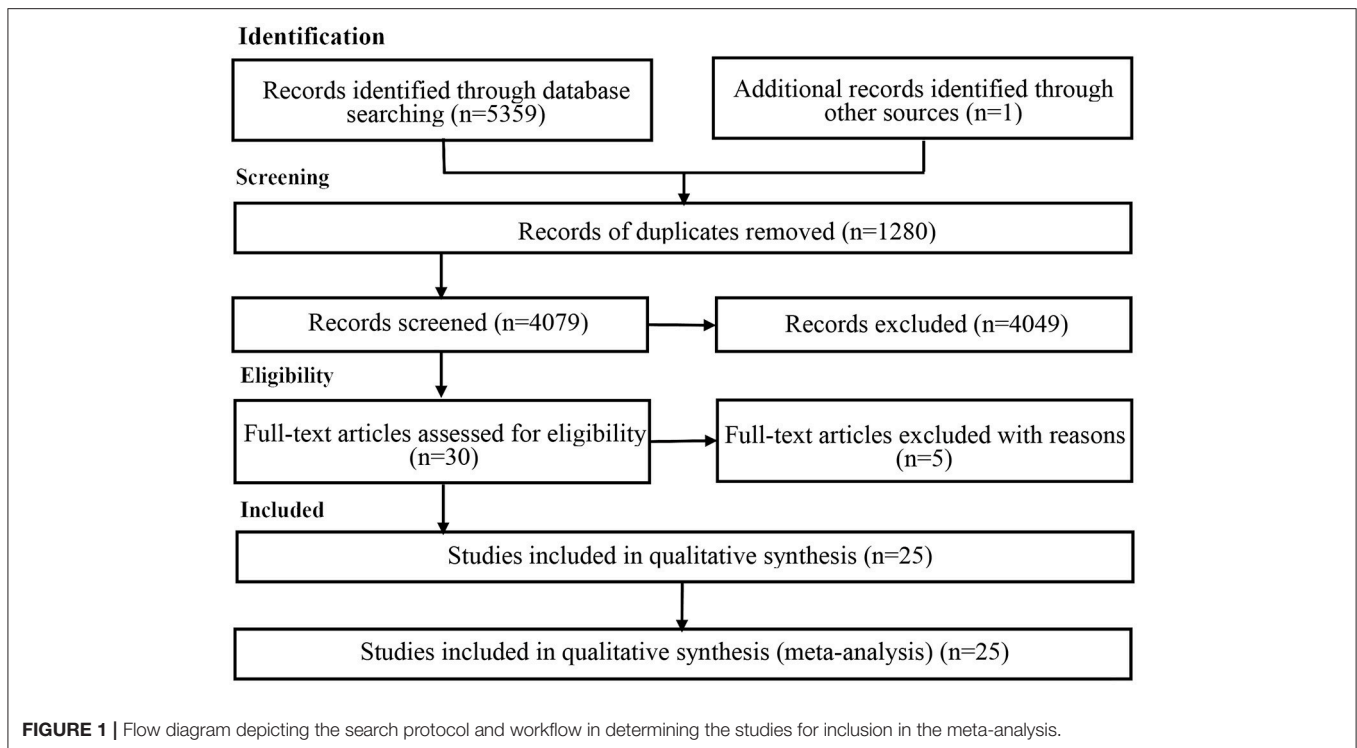 Identification
Records identified through database
searching (n=5359)
Additional records identified through
other sources (n=1)
Screening
Records of duplicates removed (n=1280)
Records screened (n=4079)
Records excluded (n=4049)
Eligibility
Full-text articles assessed for eligibility
(n=30)
Full-text articles excluded with reasons
(n=5)
Included
Studies included in qualitative synthesis (n=25)
Studies included in qualitative synthesis (meta-analysis) (n=25)
FIGURE 1 | Flow diagram depicting the search protocol and workflow in determining the studies for inclusion in the meta-analysis.